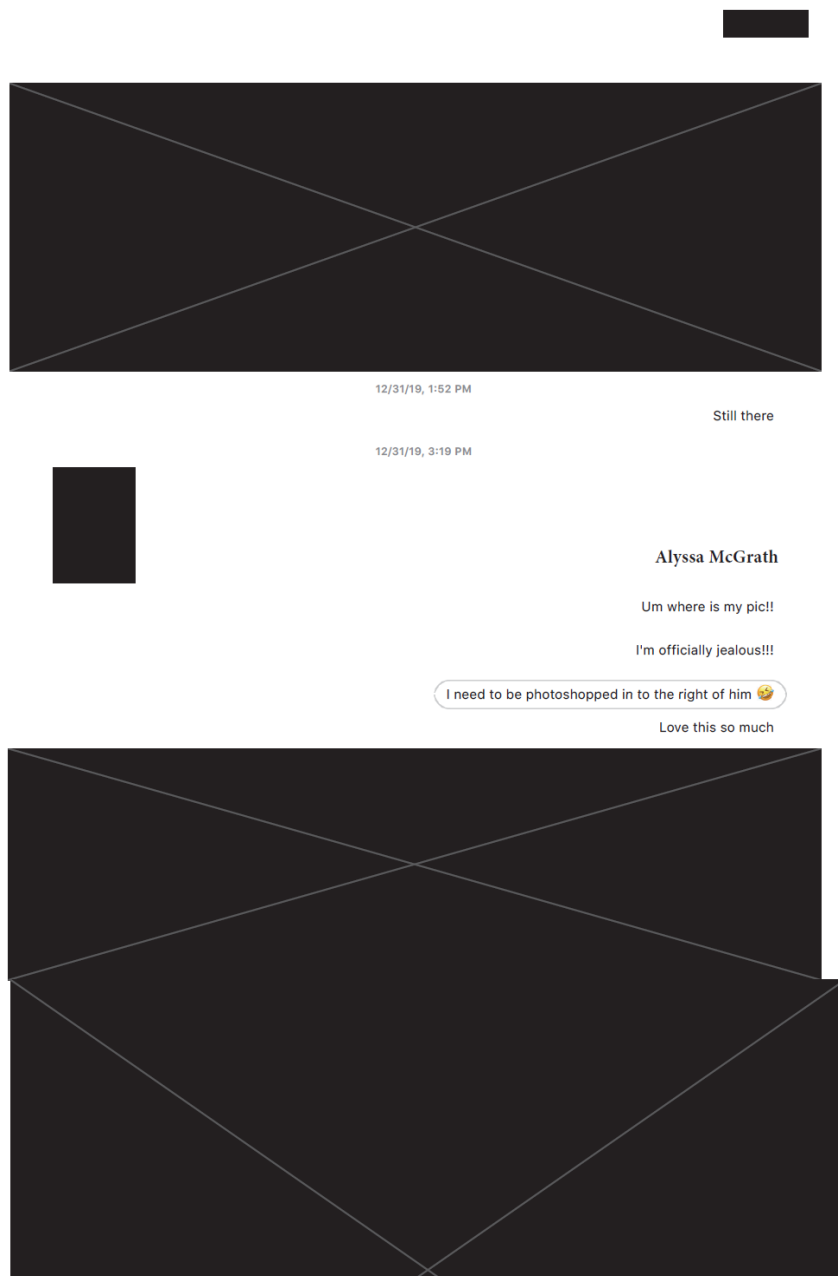 12/31/19, 1:52 PM
Still there
12/31/19, 3:19 PM
Alyssa McGrath
Um where is my pic!!
I'm officially jealous!!!
I need to be photoshopped in to the right of him 🤣
Love this so much